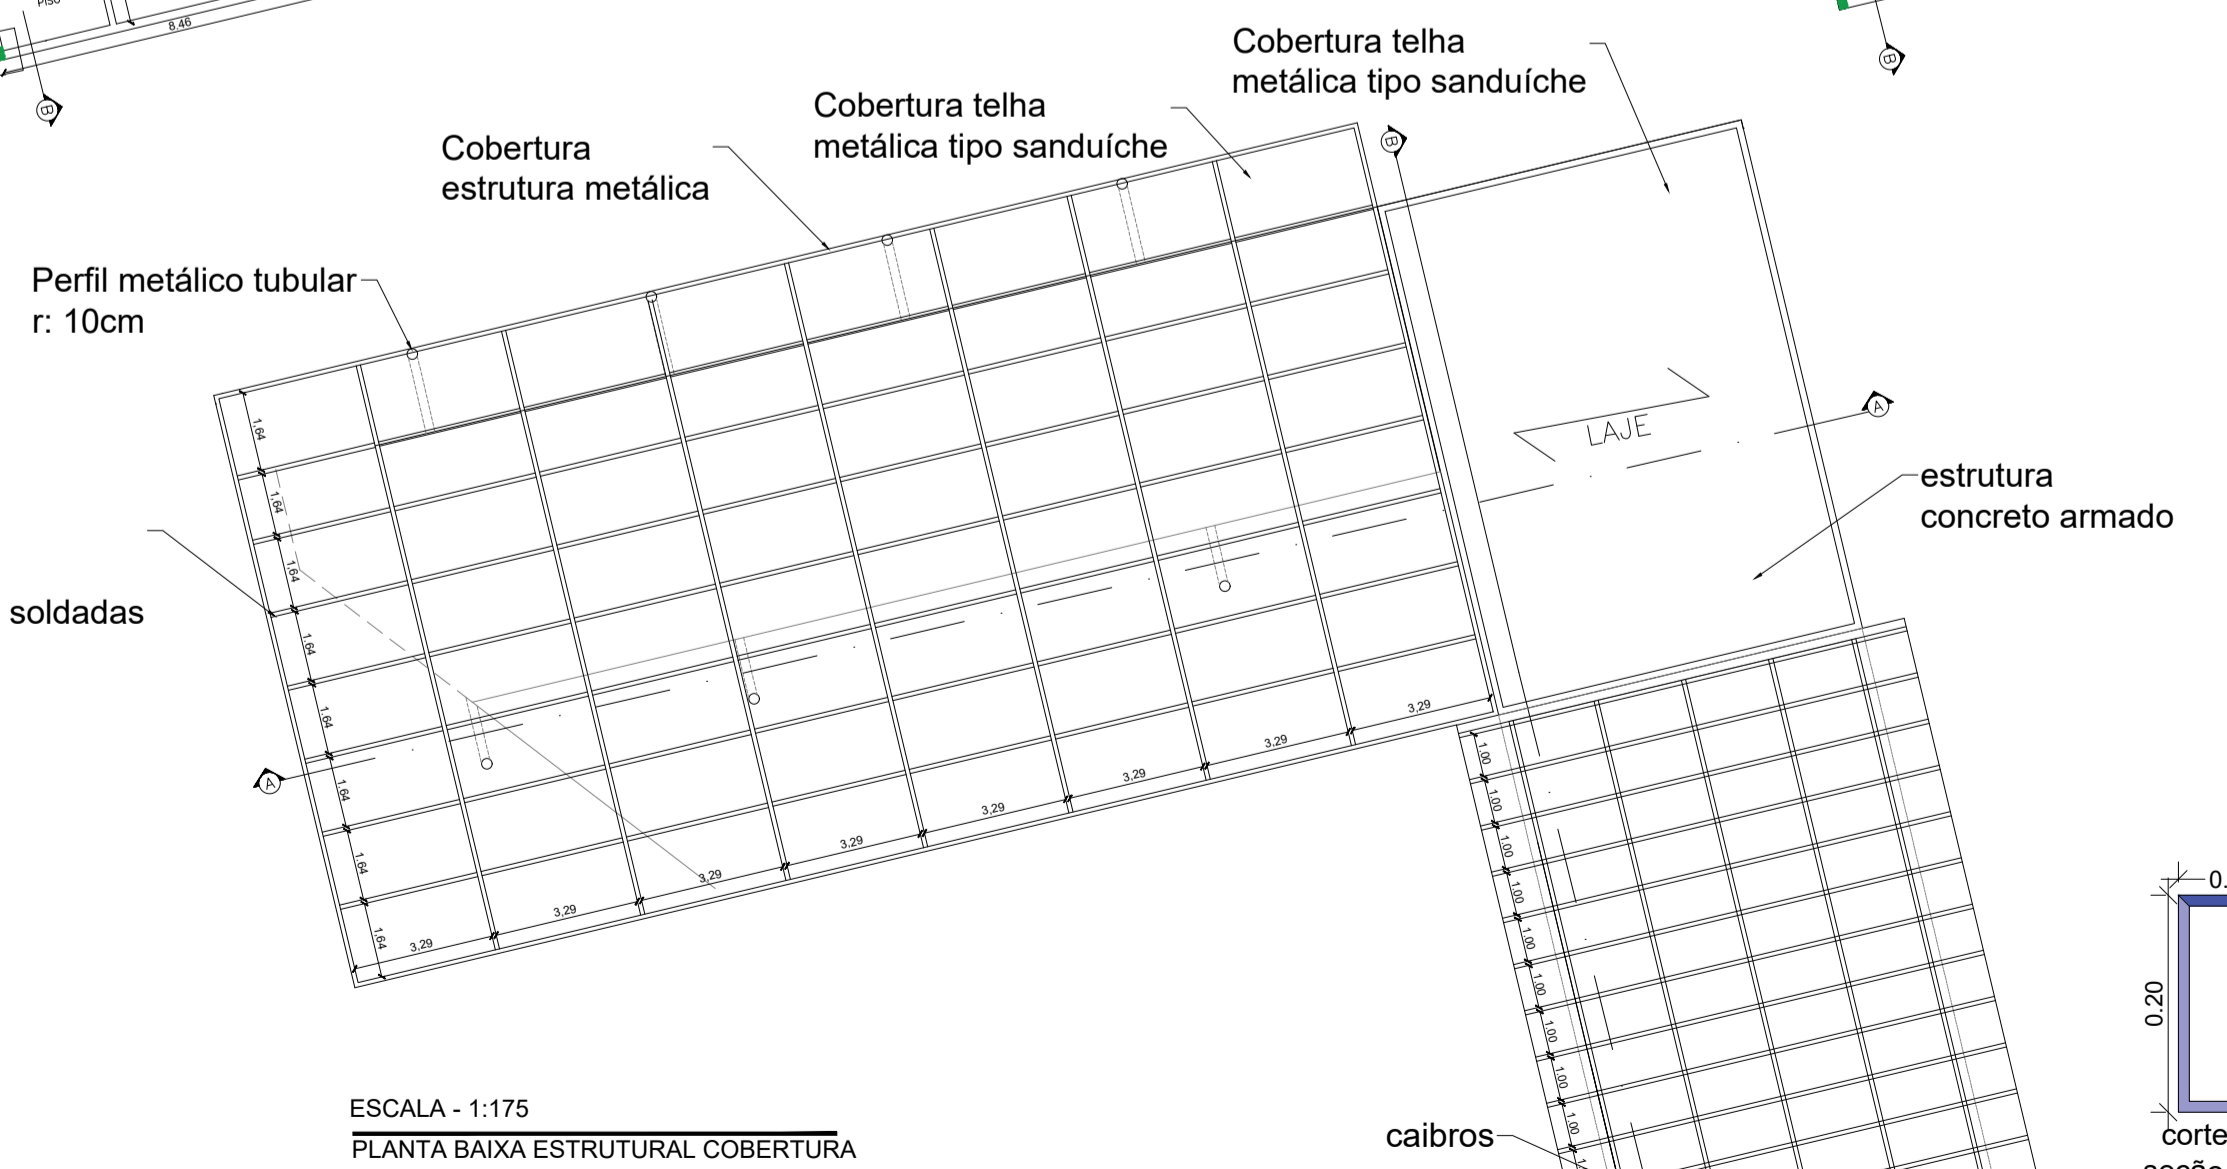 8.46
B
B
Cobertura telha
metálica tipo sanduíche
Cobertura telha
metálica tipo sanduíche
B
Cobertura
estrutura metálica
Perfil metálico tubular
r: 10cm
LAJE
A
estrutura
concreto armado
soldadas
A
1,64
1,64
1,64
1,64
1,64
1,64
1,64
1,64
3,29
3,29
3,29
3,29
3,29
3,29
3,29
3,29
1.00
1.00
1.00
1.00
1.00
1.00
1.00
1.00
1.00
0.20
ESCALA - 1:175
PLANTA BAIXA ESTRUTURAL COBERTURA
caibros
corte